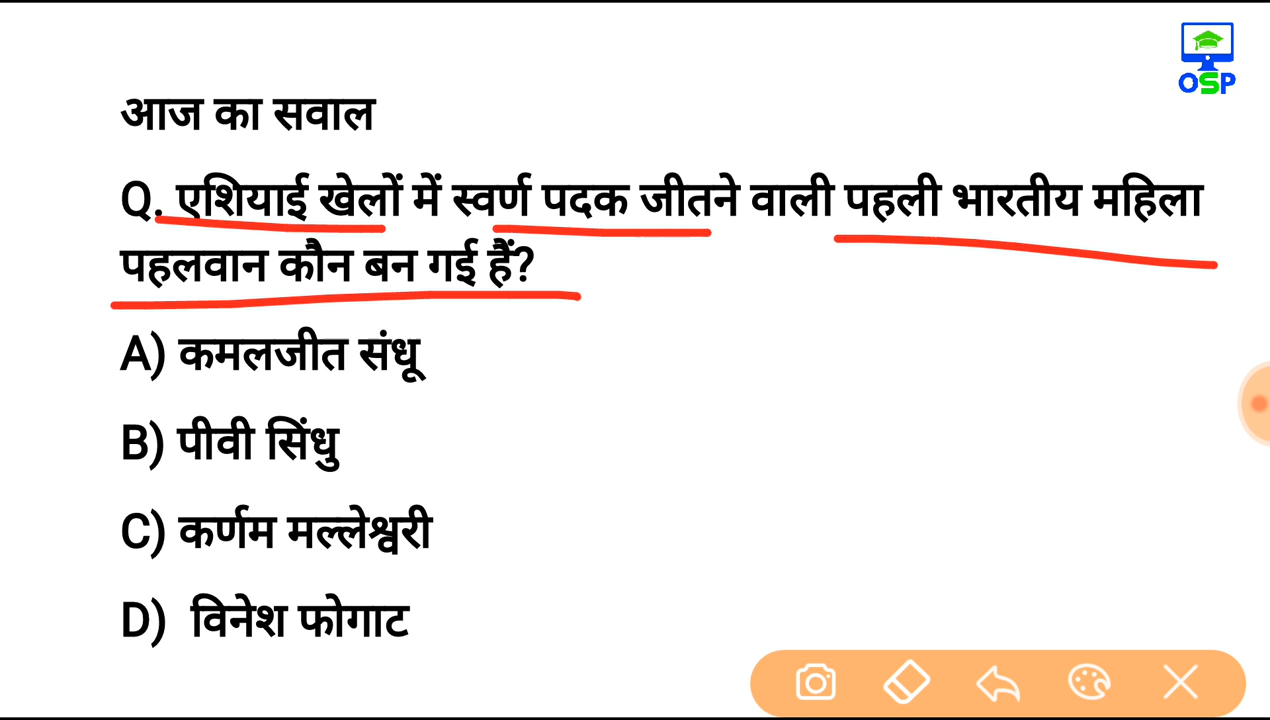 OSP
आज का सवाल
Q. एशियाई खेलों में स्वर्ण पदक जीतने वाली पहली भारतीय महिला
पहलवान कौन बन गई हैं?
A) कमलजीत संधू
B) पीवी सिंधु
C) कर्णम मल्लेश्वरी
D) विनेश फोगाट